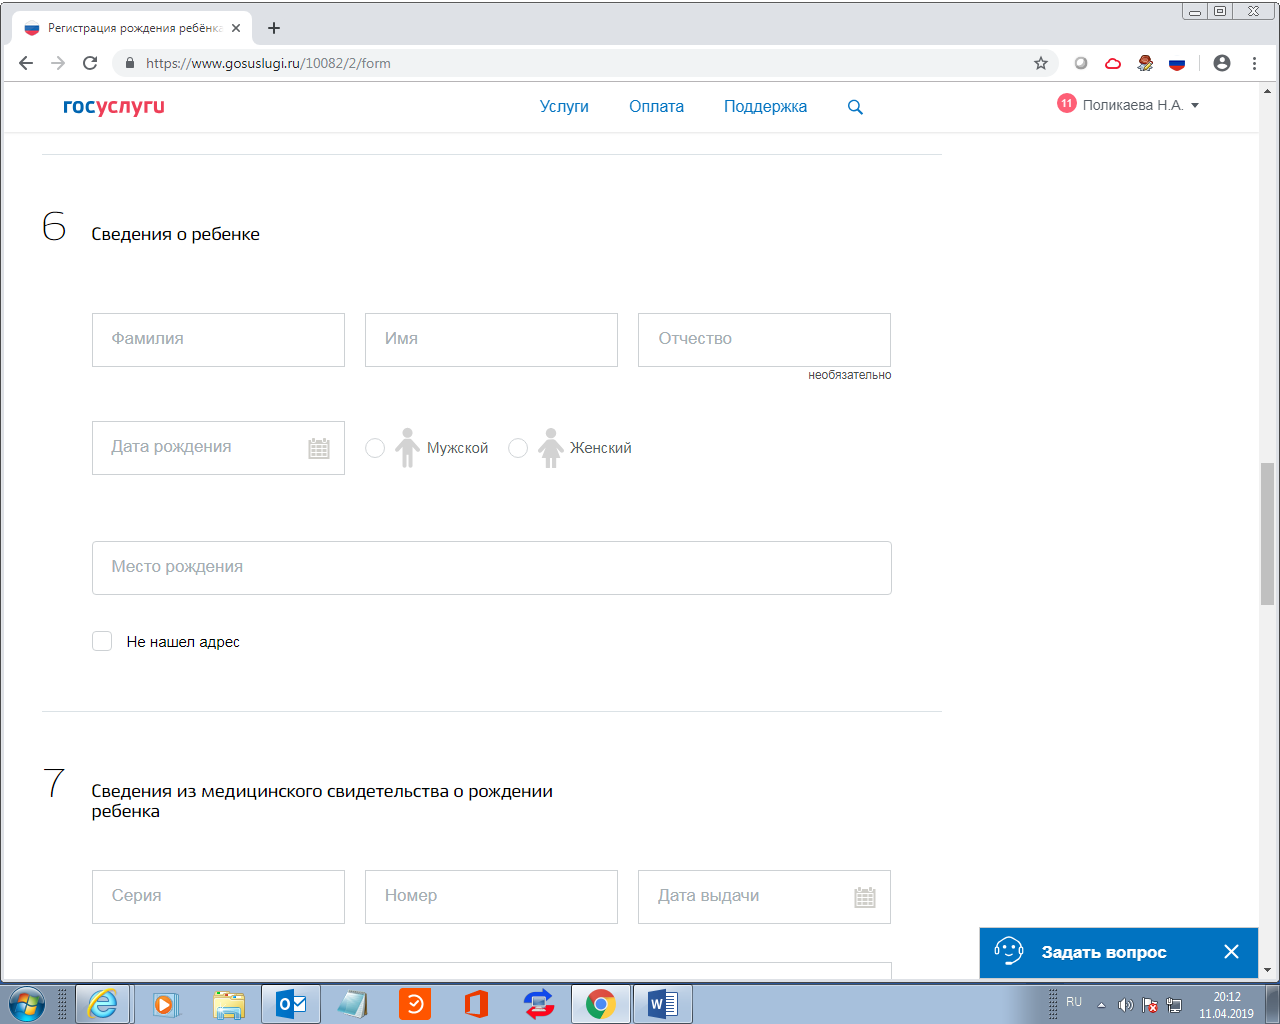 Регистрация рождения ребёнка
https://www.gosuslugi.ru/10082/2/form
госуслуги
Услуги
Оплата
Поддержка
11
Поликаева Н.А.
6
Сведения о ребенке
Фамилия
Имя
Отчество
необязательно
Дата рождения
Мужской
Женский
Место рождения
Не нашел адрес
7
Сведения из медицинского свидетельства о рождении
ребенка
Серия
Номер
Дата выдачи
Задать вопрос
RU
20:12
11.04.2019